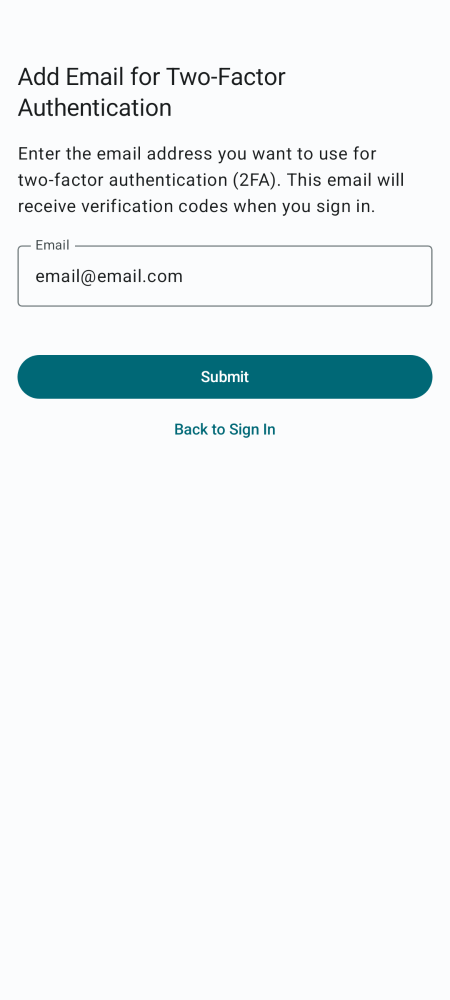 Add Email for Two-Factor
Authentication
Enter the email address you want to use for
two-factor authentication (2FA). This email will
receive verification codes when you sign in.
Email
email@email.com
Submit
Back to Sign In